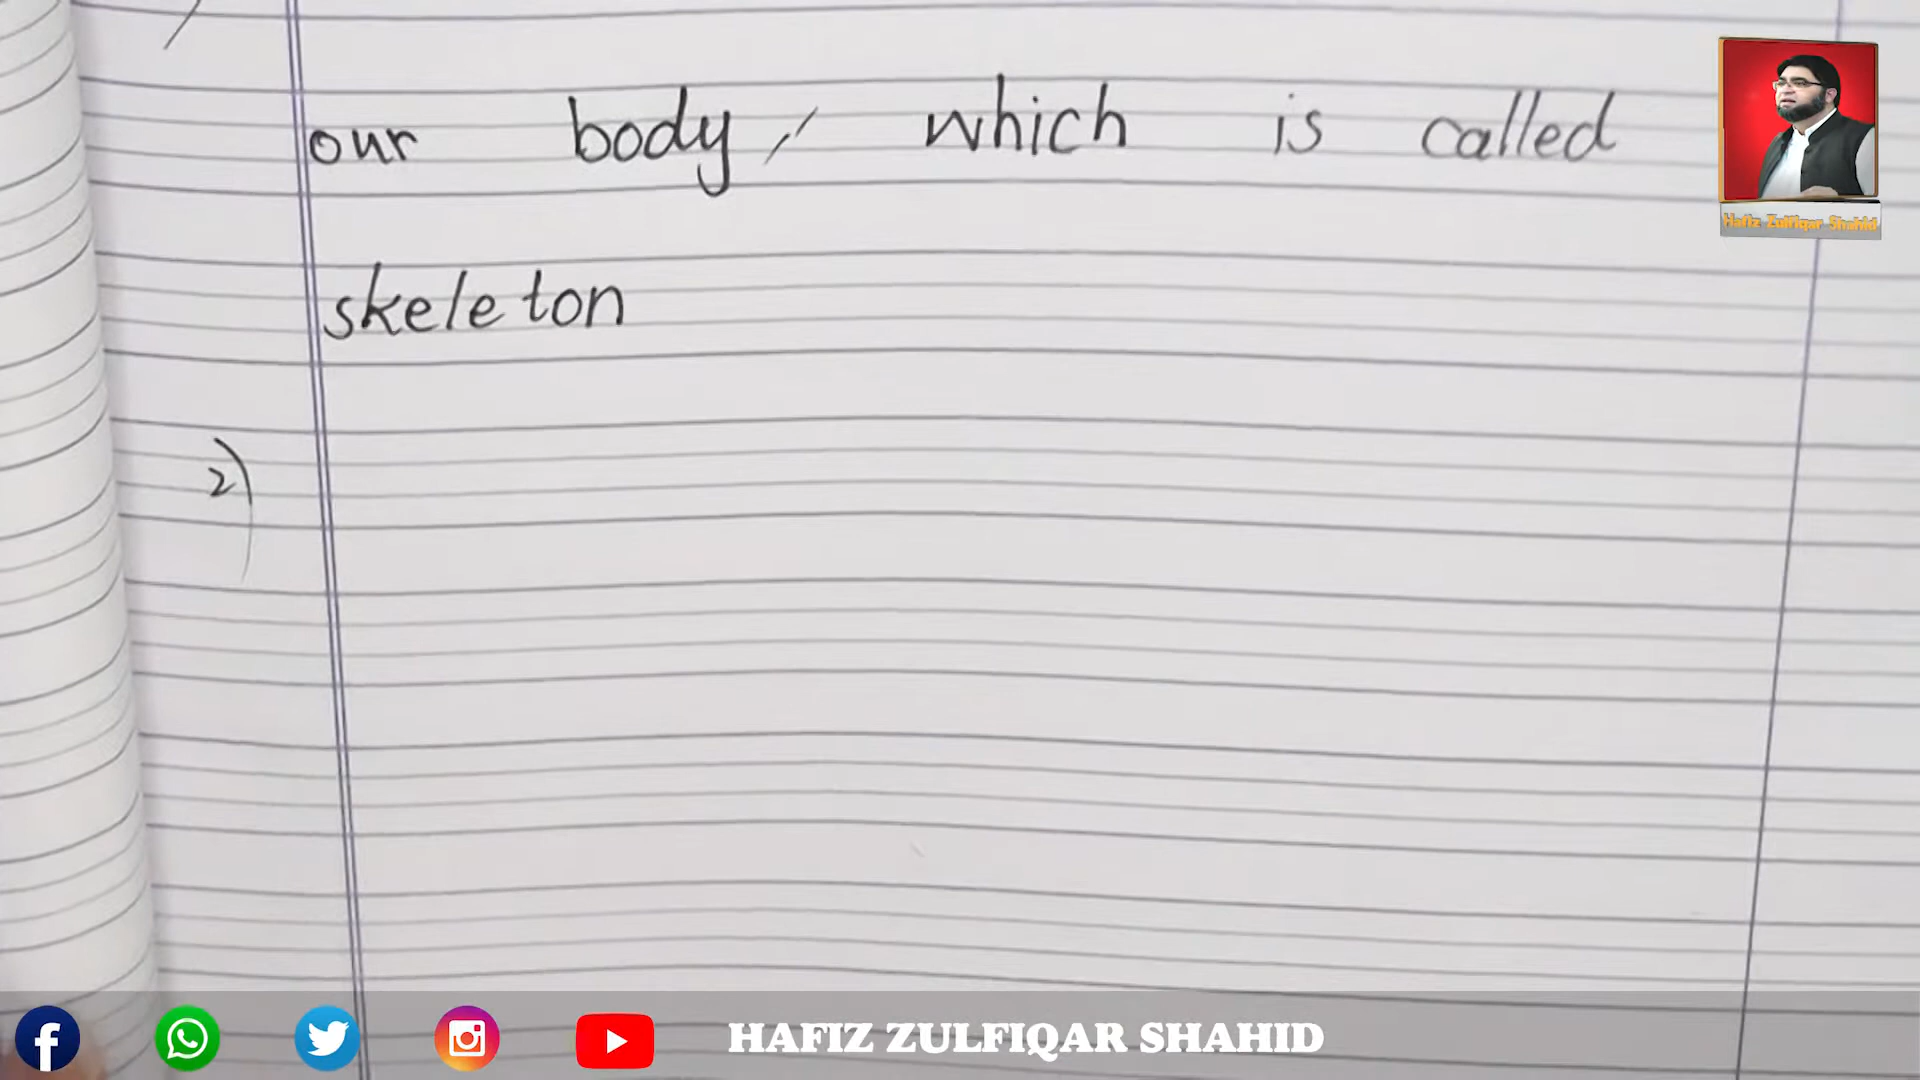 our body, which is called
Hafiz Zulfiqar Shahid
skeleton
2)
HAFIZ ZULFIQAR SHAHID